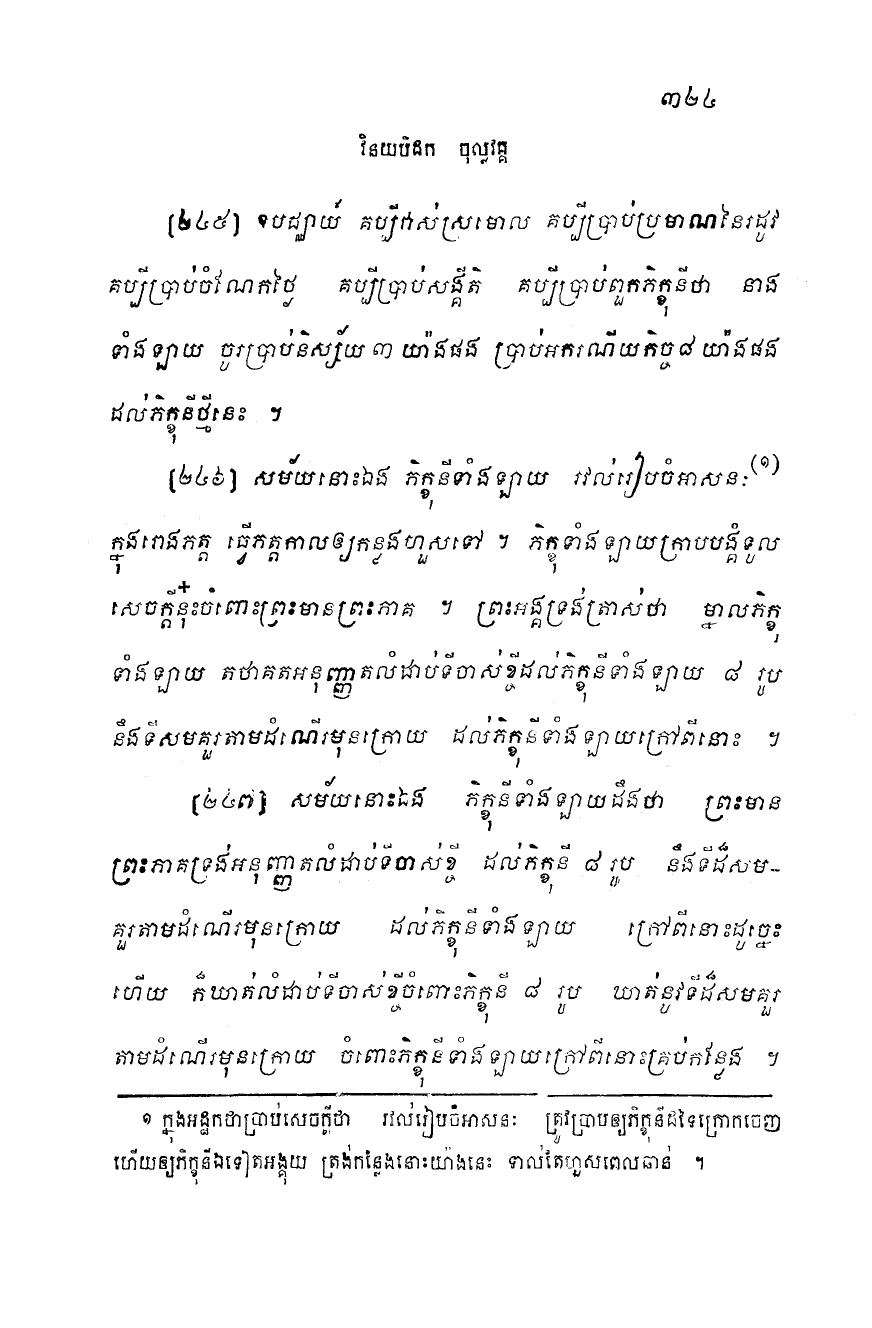 ៣២៤
វិនយបិដក ចុល្លវគ្គ
[២៤៥] ឧបជ្ឈាយ៍ គប្បីវាស់ស្រមោល គប្បីប្រាប់ប្រមាណនៃរដូវ
គប្បីប្រាប់ចំណែកថ្ងៃ គប្បីប្រាប់សង្គីតិ គប្បីប្រាប់ពួកភិក្ខុនីថា នាង
ទាំងឡាយ ចូរប្រាប់និស្ស័យ ៣ យ៉ាងផង ប្រាប់អករណីយកិច្ច ៨ យ៉ាងផង
ដល់ភិក្ខុនីថ្មីនេះ ។
[២៤៦] សម័យនោះឯង ភិក្ខុនីទាំងឡាយ រវល់រៀបចំអាសនៈ(១)
ក្នុងរោងភត្ត ធ្វើភត្តកាលឲ្យកន្លងហួសទៅ ។ ភិក្ខុទាំងឡាយក្រាបបង្គំទូល
សេចក្តីនុ៎ះចំពោះព្រះមានព្រះភាគ ។ ព្រះអង្គទ្រង់ត្រាស់ថា ម្នាលភិក្ខុ
ទាំងឡាយ តថាគតអនុញ្ញាតលំដាប់ទីចាស់ខ្ចីដល់ភិក្ខុនីទាំងឡាយ ៨ រូប
នឹងទីសមគួរតាមដំណើរមុនក្រោយ ដល់ភិក្ខុនីទាំងឡាយក្រៅពីនោះ ។
[២៤៧] សម័យនោះឯង ភិក្ខុនីទាំងឡាយដឹងថា ព្រះមាន
ព្រះភាគទ្រង់អនុញ្ញាតលំដាប់ទីចាស់ខ្ចី ដល់ភិក្ខុនី ៨ រូប នឹងទីដ៏សម-
គួរតាមដំណើរមុនក្រោយ ដល់ភិក្ខុនីទាំងឡាយ ក្រៅពីនោះដូច្នេះ
ហើយ ក៏ឃាត់លំដាប់ទីចាស់ខ្ចីចំពោះភិក្ខុនី ៨ រូប ឃាត់នូវទីដ៏សមគួរ
តាមដំណើរមុនក្រោយ ចំពោះភិក្ខុនីទាំងឡាយក្រៅពីនោះគ្រប់កន្លែង ។
១ ក្នុងអដ្ឋកថាប្រាប់សេចក្តីថា រវល់រៀបចំអាសនៈ ត្រូវប្រាបឲ្យភិក្ខុនីដទៃក្រោកចេញ
ហើយឲ្យភិក្ខុនីឯទៀតអង្គុយ ត្រង់កន្លែងនោះយ៉ាងនេះ ទាល់តែហួសពេលឆាន់ ។